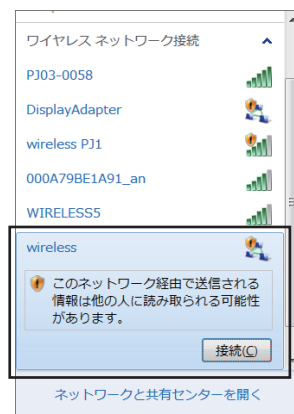 ワイヤレス ネットワーク接続
PJ03-0058
DisplayAdapter
wireless PJ1
000A79BE1A91_an
WIRELESS5
wireless
このネットワーク経由で送信される
情報は他の人に読み取られる可能性
があります。
接続(C)
ネットワークと共有センターを開く